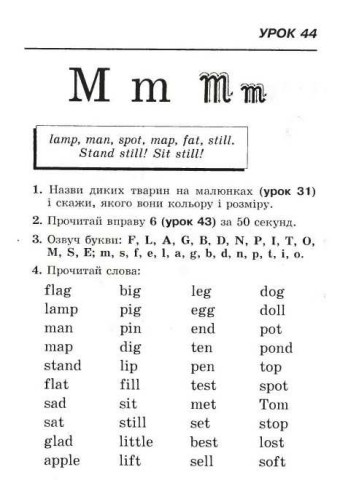 УРОК 44
M m M m
lamp, man, spot, map, fat, still.
Stand still! Sit still!
1. Назви диких тварин на малюнках (урок 31)
і скажи, якого вони кольору і розміру.
2. Прочитай вправу 6 (урок 43) за 50 секунд.
3. Озвуч букви: F, L, A, G, B, D, N, P, I, T, O,
M, S, E; m, s, f, e, l, a, g, b, d, n, p, t, i, o.
4. Прочитай слова:
flag big leg dog
lamp pig egg doll
man pin end pot
map dig ten pond
stand lip pen top
flat fill test spot
sad sit met Tom
sat still set stop
glad little best lost
apple lift sell soft